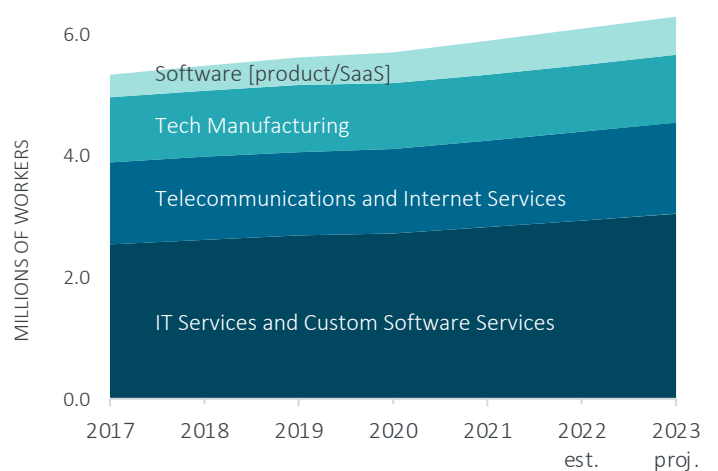 6.0
Software [product/SaaS]
Tech Manufacturing
4.0
Telecommunications and Internet Services
MILLIONS OF WORKERS
2.0
IT Services and Custom Software Services
0.0
2017 2018 2019 2020 2021 2022 2023
est. proj.